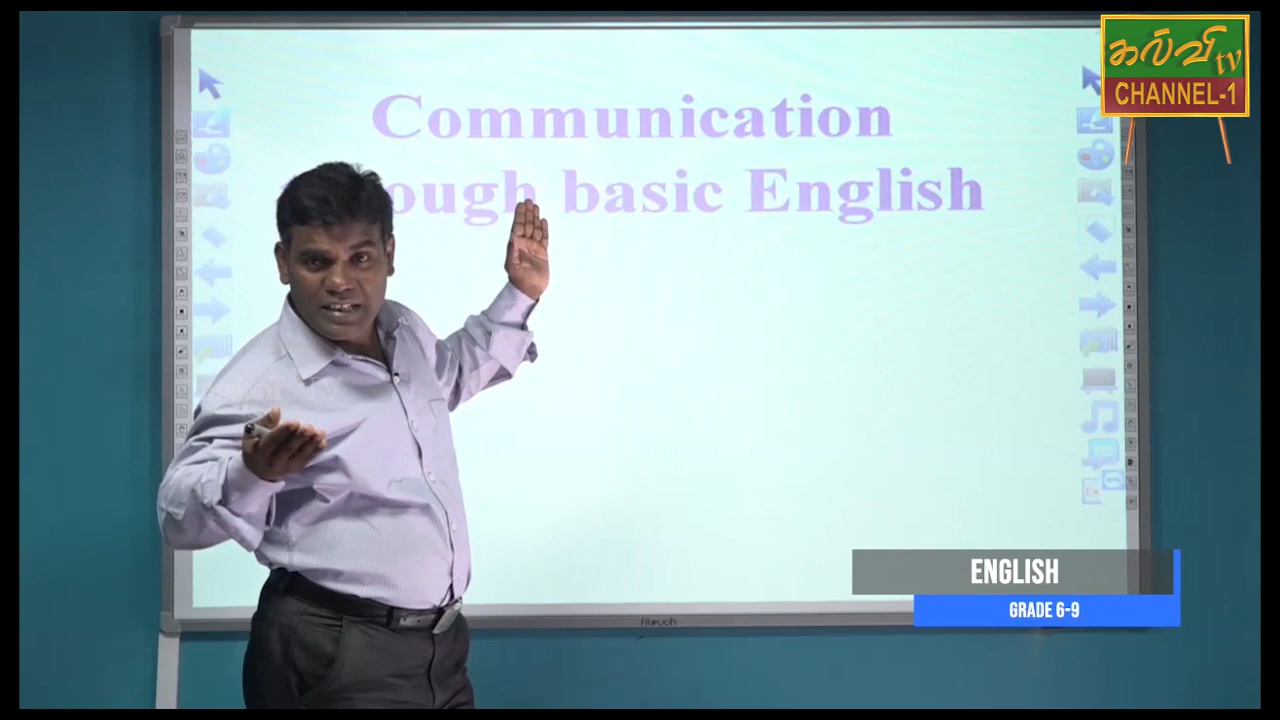 கல்வி tv
CHANNEL-1
Communication
ough basic English
ENGLISH
GRADE 6-9